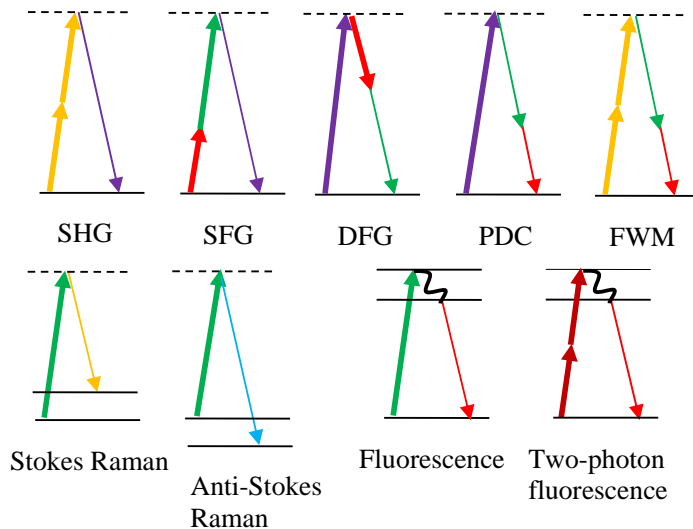 SHG
SFG
DFG
PDC
FWM
Stokes Raman
Anti-Stokes
Raman
Fluorescence
Two-photon
fluorescence